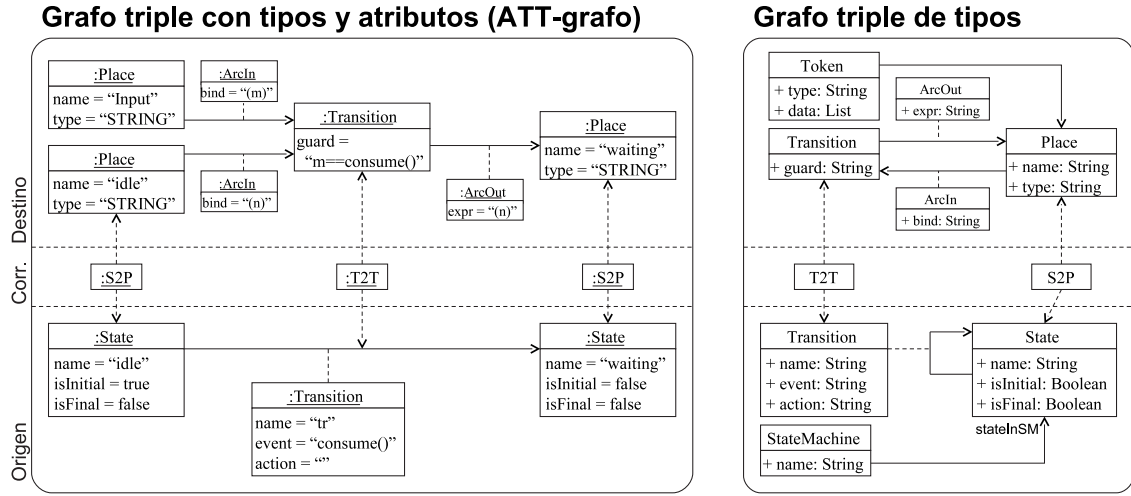 Grafo triple con tipos y atributos (ATT-grafo)
Destino
:Place
name = “Input”
type = “STRING”
:ArcIn
bind = “(m)”
:Transition
guard =
“m==consume()”
:Place
name = “idle”
type = “STRING”
:ArcIn
bind = “(n)”
:ArcOut
expr = “(n)”
:Place
name = “waiting”
type = “STRING”
Corr.
:S2P
:T2T
:S2P
Origen
:State
name = “idle”
isInitial = true
isFinal = false
:Transition
name = “tr”
event = “consume()”
action = “”
:State
name = “waiting”
isInitial = false
isFinal = false
Grafo triple de tipos
Token
+ type: String
+ data: List
ArcOut
+ expr: String
Transition
+ guard: String
Place
+ name: String
+ type: String
ArcIn
+ bind: String
T2T
S2P
Transition
+ name: String
+ event: String
+ action: String
State
+ name: String
+ isInitial: Boolean
+ isFinal: Boolean
stateInSM
StateMachine
+ name: String